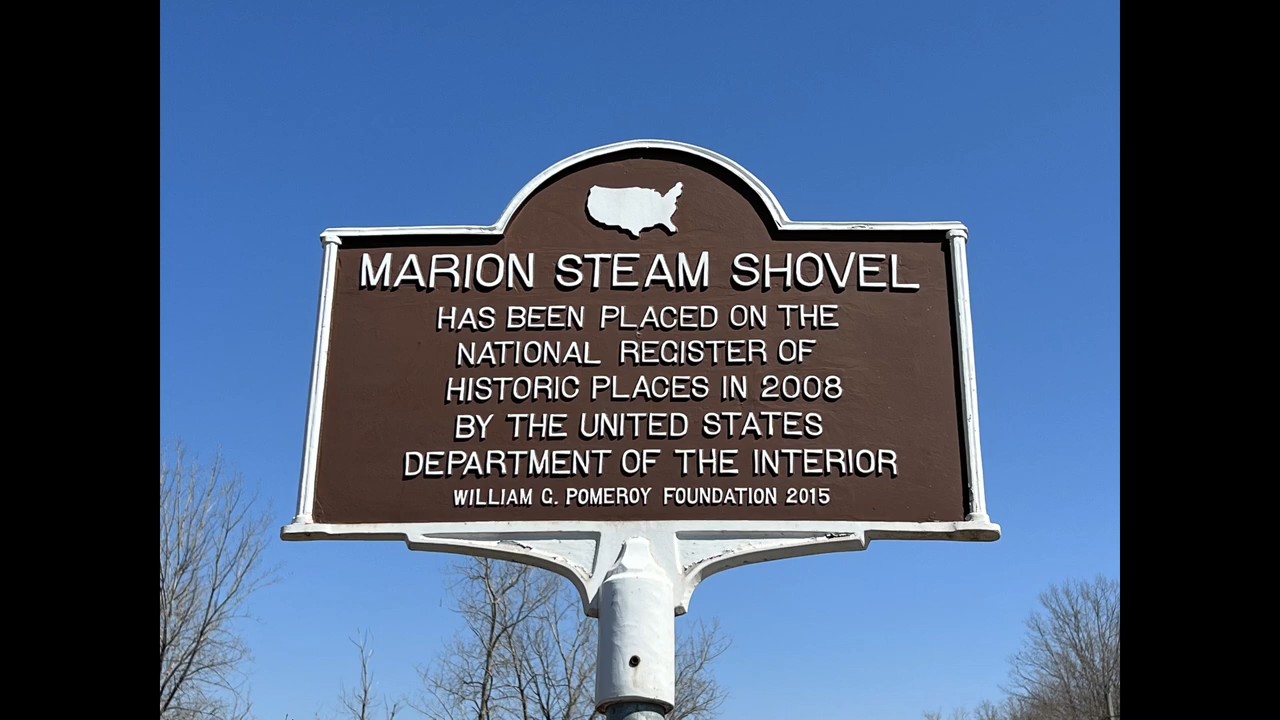 MARION STEAM SHOVEL
HAS BEEN PLACED ON THE
NATIONAL REGISTER OF
HISTORIC PLACES IN 2008
BY THE UNITED STATES
DEPARTMENT OF THE INTERIOR
WILLIAM G. POMEROY FOUNDATION 2015